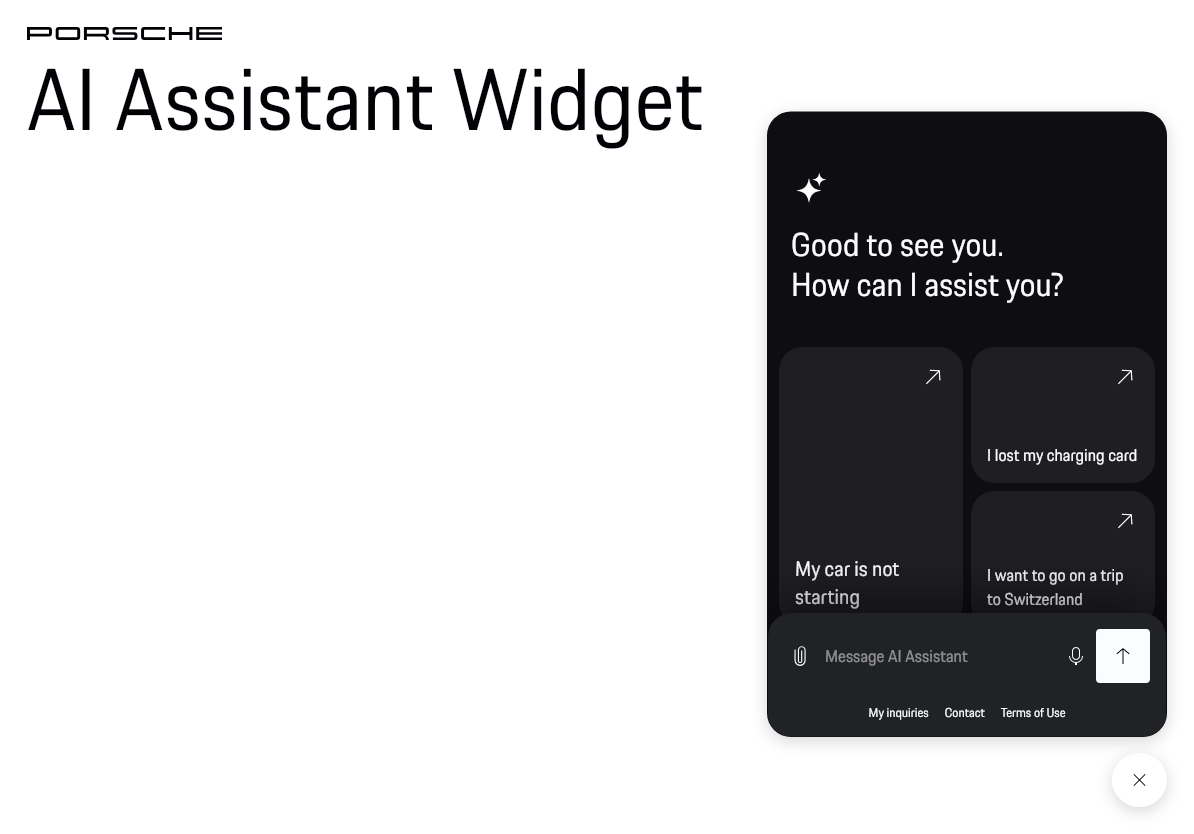 PORSCHE
AI Assistant Widget
Good to see you.
How can I assist you?
My car is not
starting
I lost my charging card
I want to go on a trip
to Switzerland
Message AI Assistant
My inquiries Contact Terms of Use